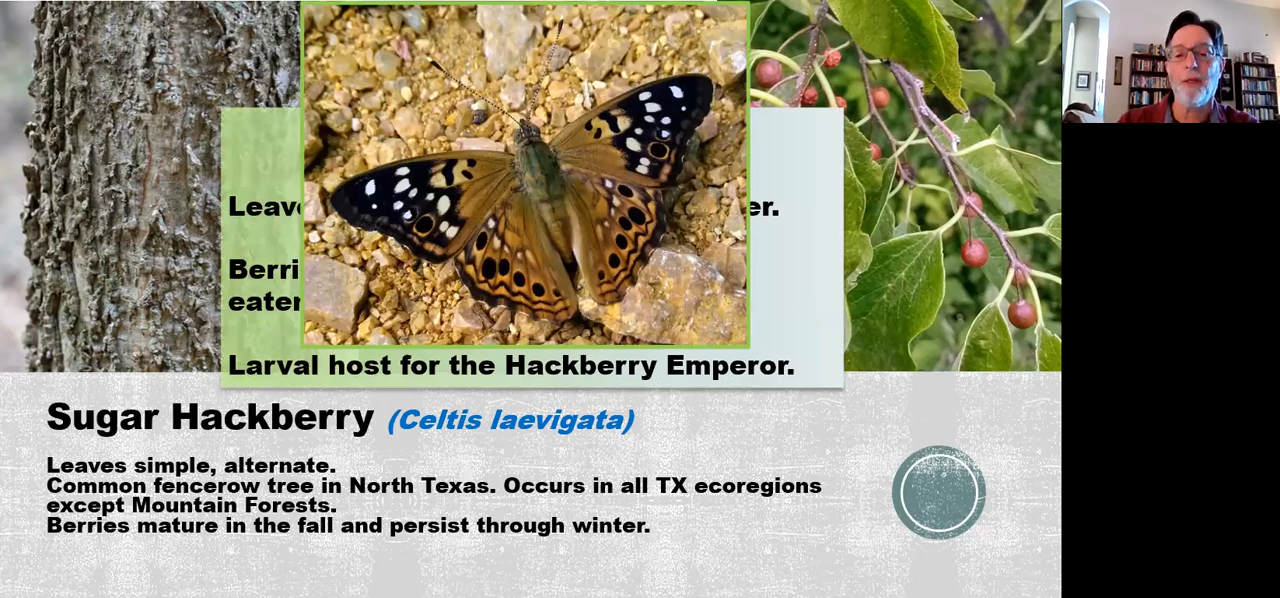 Leave er.
Berri
eaten
Larval host for the Hackberry Emperor.
Sugar Hackberry (Celtis laevigata)
Leaves simple, alternate.
Common fencerow tree in North Texas. Occurs in all TX ecoregions
except Mountain Forests.
Berries mature in the fall and persist through winter.